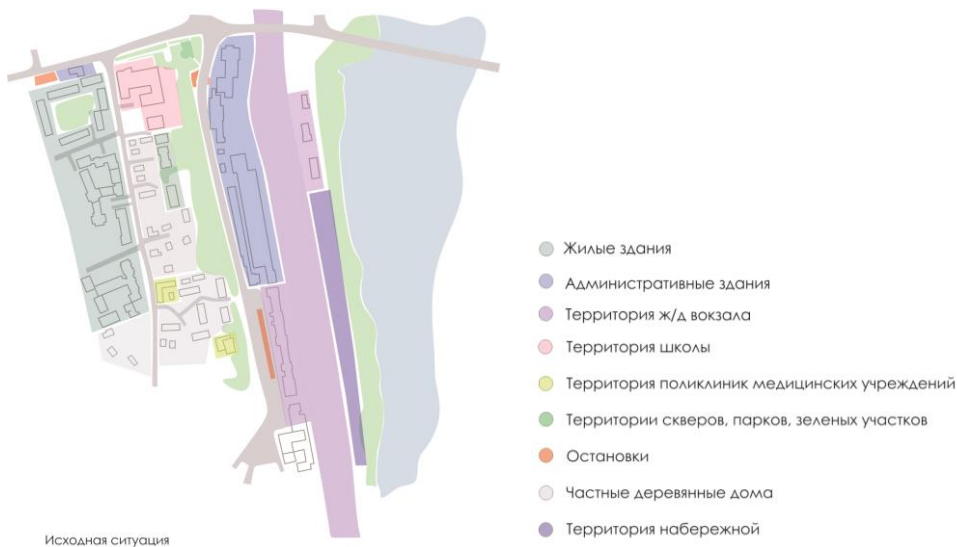 Жилые здания
Административные здания
Территория ж/д вокзала
Территория школы
Территория поликлиник медицинских учреждений
Территории скверов, парков, зеленых участков
Остановки
Частные деревянные дома
Территория набережной
Исходная ситуация